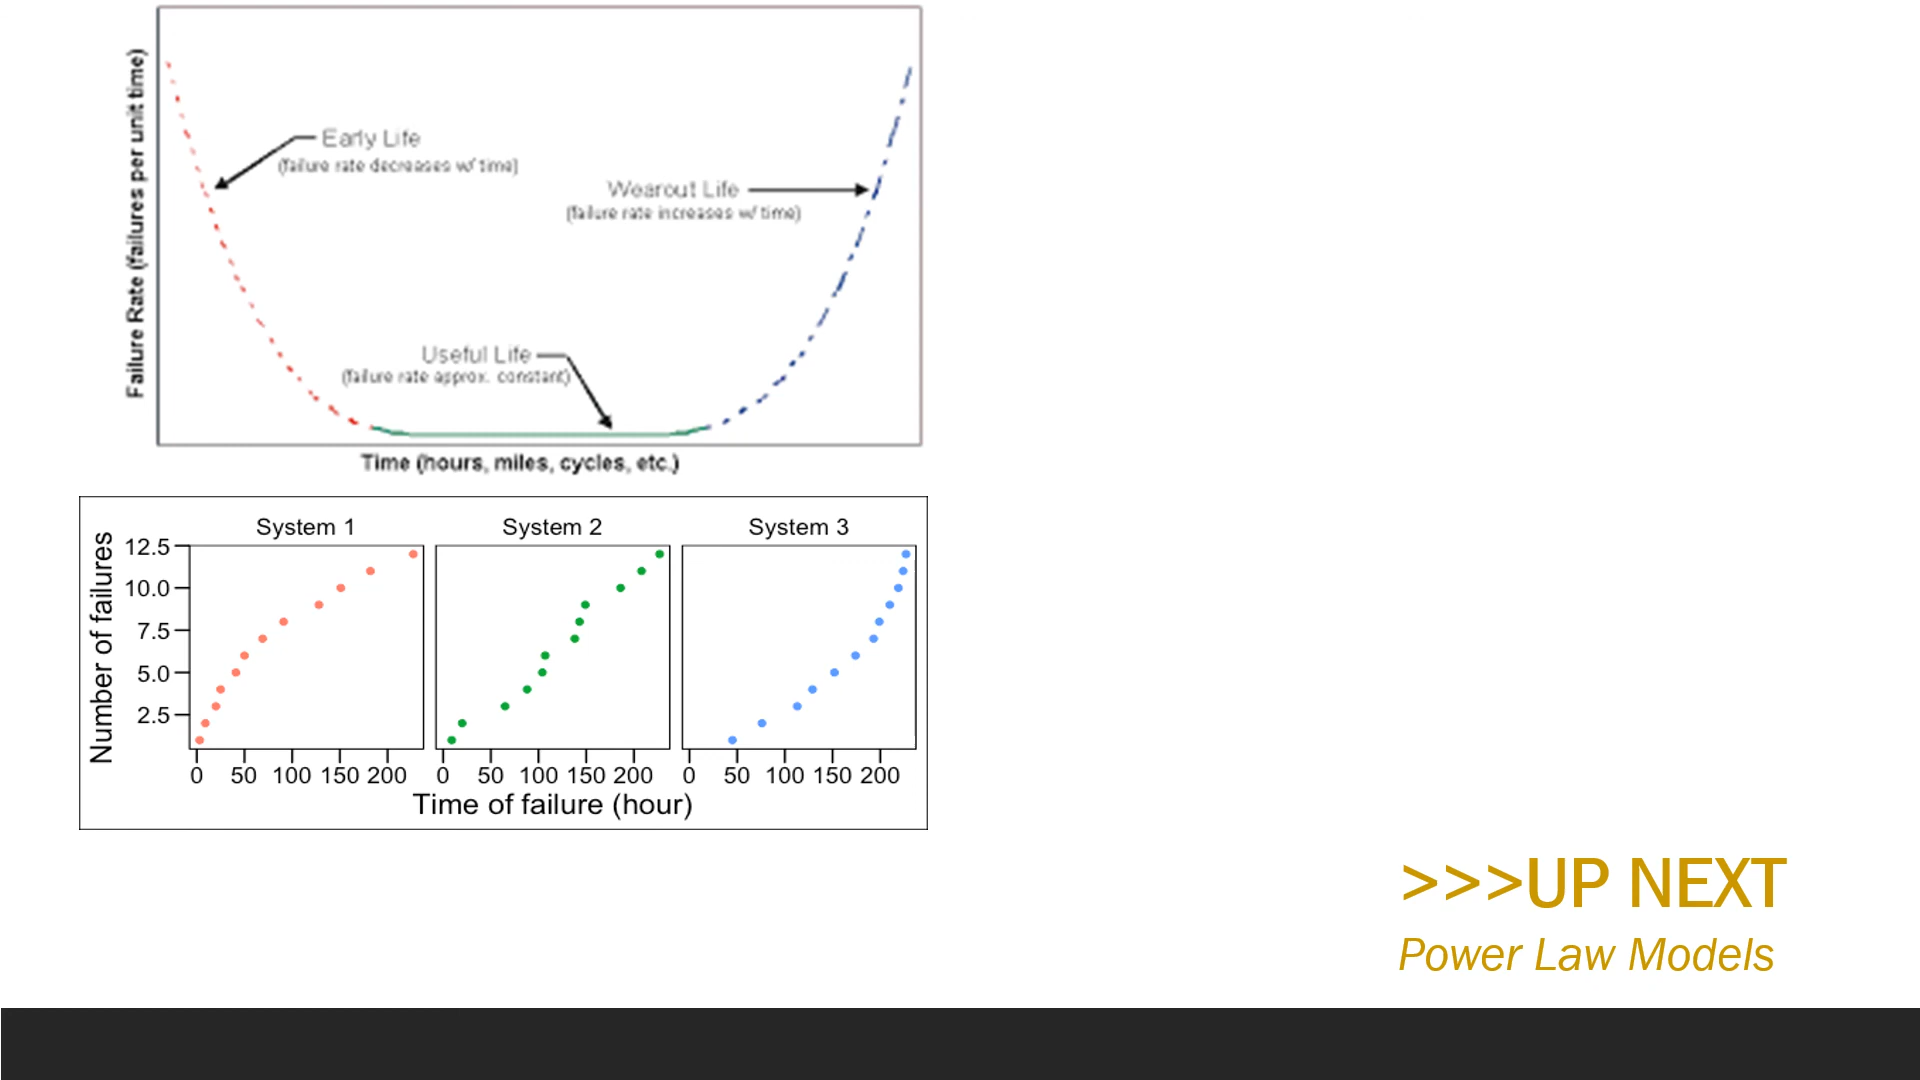 Failure Rate (failures per unit time)
Early Life
(failure rate decreases w/ time)
Wearout Life
(failure rate increases w/ time)
Useful Life
(failure rate approx. constant)
Time (hours, miles, cycles, etc.)
System 1
System 2
System 3
Number of failures
12.5
10.0
7.5
5.0
2.5
0 50 100 150 200
0 50 100 150 200
0 50 100 150 200
Time of failure (hour)
>>>UP NEXT
Power Law Models